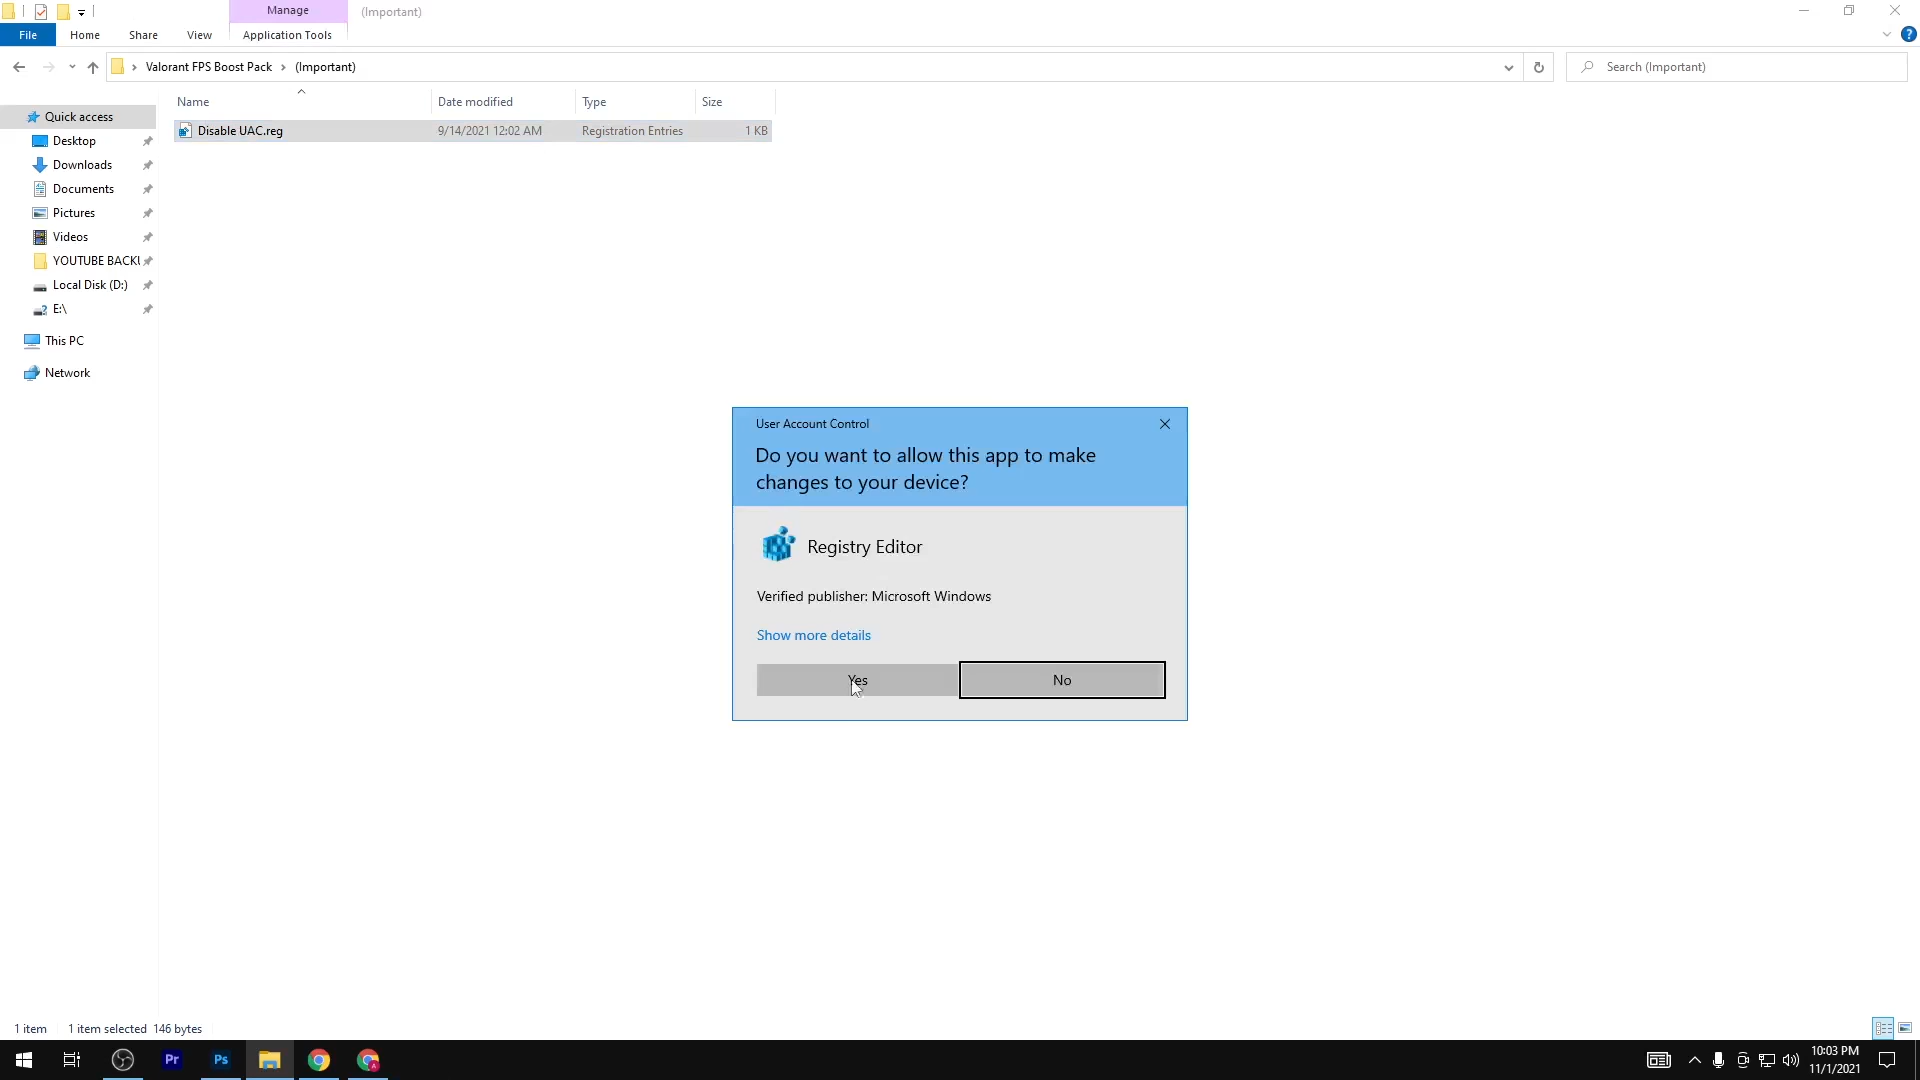 Manage
(Important)
File
Home
Share
View
Application Tools
Valorant FPS Boost Pack
(Important)
Search (Important)
Name
Date modified
Type
Size
Quick access
Disable UAC.reg
9/14/2021 12:02 AM
Registration Entries
1 KB
Desktop
Downloads
Documents
Pictures
Videos
YOUTUBE BACKU
Local Disk (D:)
E:\
This PC
Network
User Account Control
Do you want to allow this app to make
changes to your device?
Registry Editor
Verified publisher: Microsoft Windows
Show more details
Yes
No
1 item
1 item selected 146 bytes
Pr
Ps
A
10:03 PM
11/1/2021